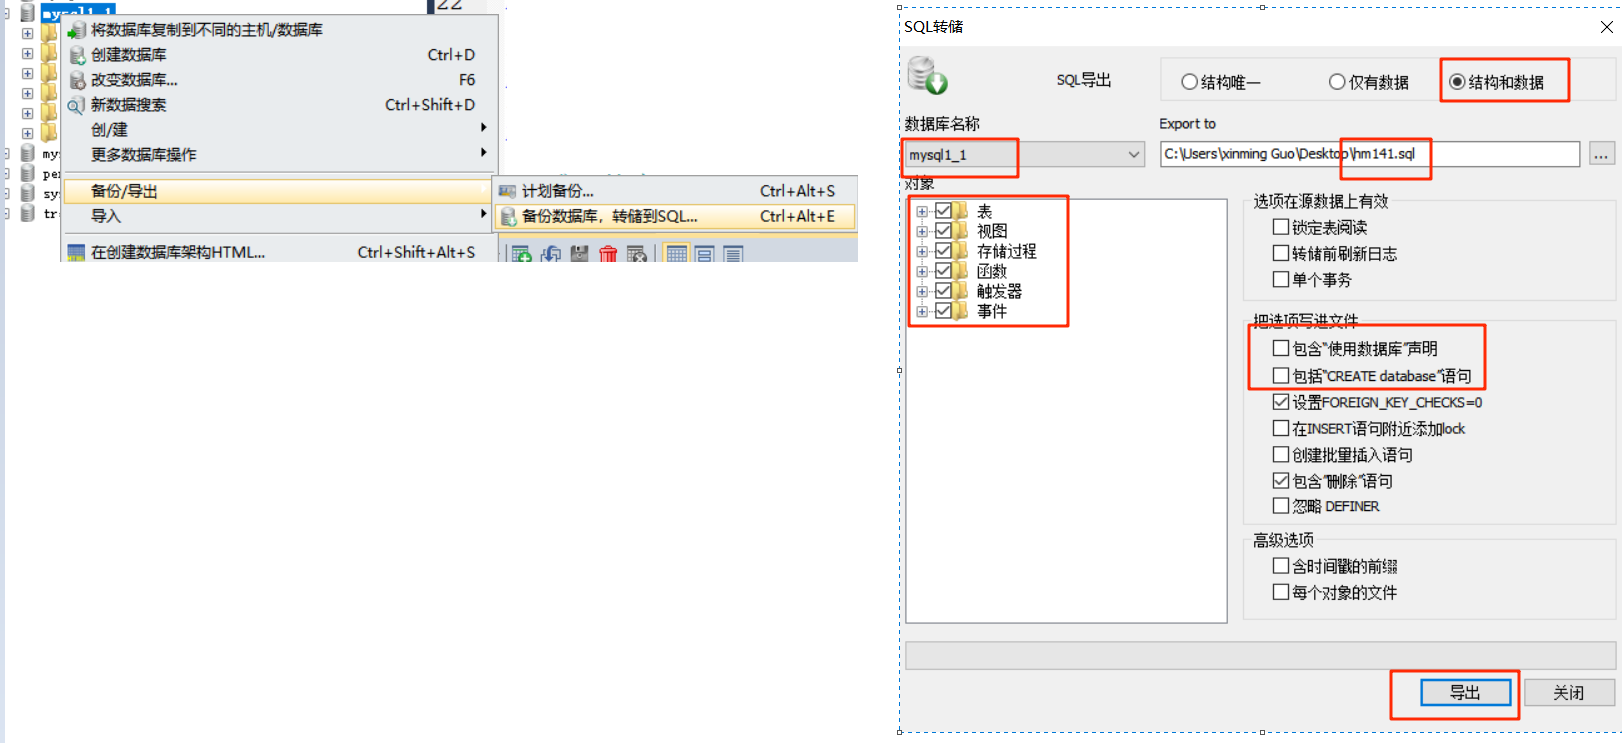 mysql1_1
22
将数据库复制到不同的主机/数据库
创建数据库 Ctrl+D
改变数据库... F6
新数据搜索 Ctrl+Shift+D
创/建
更多数据库操作
备份/导出
导入
在创建数据库架构HTML... Ctrl+Shift+Alt+S
my
pe
sy
tr
计划备份... Ctrl+Alt+S
备份数据库，转储到SQL... Ctrl+Alt+E
SQL转储
SQL导出
结构唯一
仅有数据
结构和数据
数据库名称
Export to
mysql1_1
C:\Users\xinming Guo\Desktop\hm141.sql
...
对象
表
视图
存储过程
函数
触发器
事件
选项在源数据上有效
锁定表阅读
转储前刷新日志
单个事务
把选项写进文件
包含“使用数据库”声明
包括“CREATE database”语句
设置FOREIGN_KEY_CHECKS=0
在INSERT语句附近添加lock
创建批量插入语句
包含“删除”语句
忽略 DEFINER
高级选项
含时间戳的前缀
每个对象的文件
导出
关闭